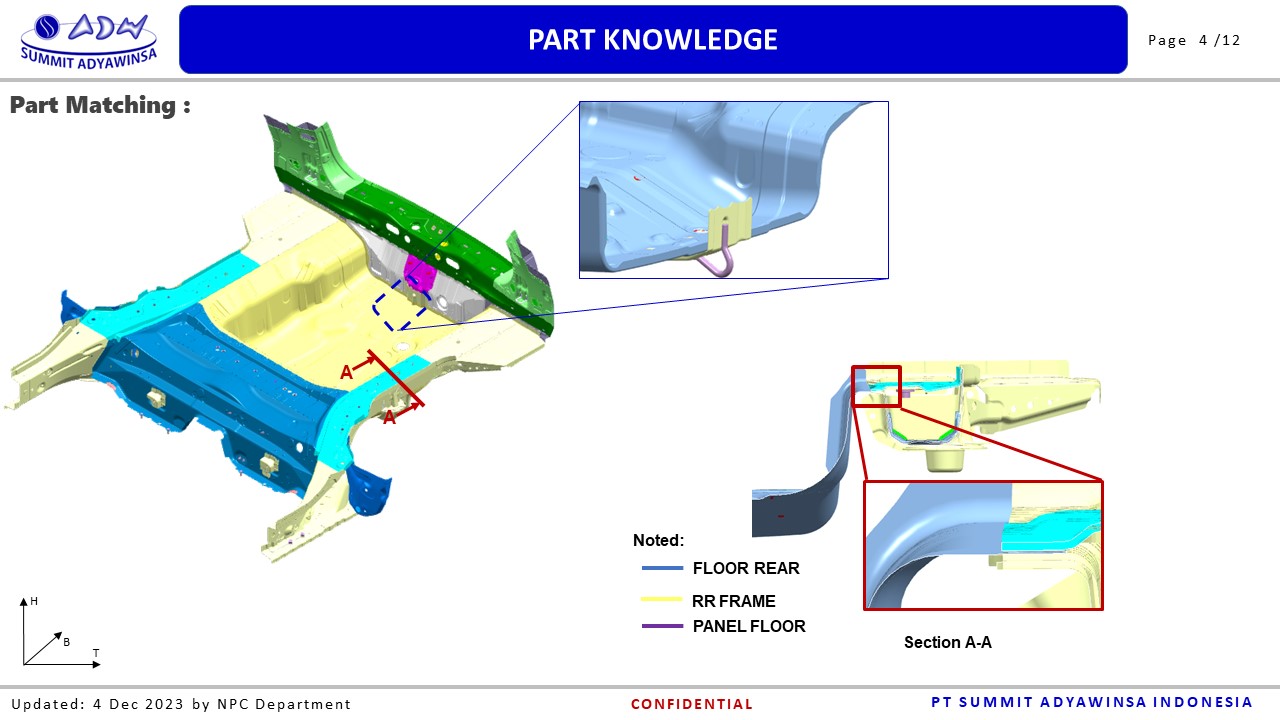 ADW
SUMMIT ADYAWINSA
PART KNOWLEDGE
Page 4 /12
Part Matching :
A
A
Noted:
FLOOR REAR
RR FRAME
PANEL FLOOR
Section A-A
H
B
T
Updated: 4 Dec 2023 by NPC Department
CONFIDENTIAL
PT SUMMIT ADYAWINSA INDONESIA